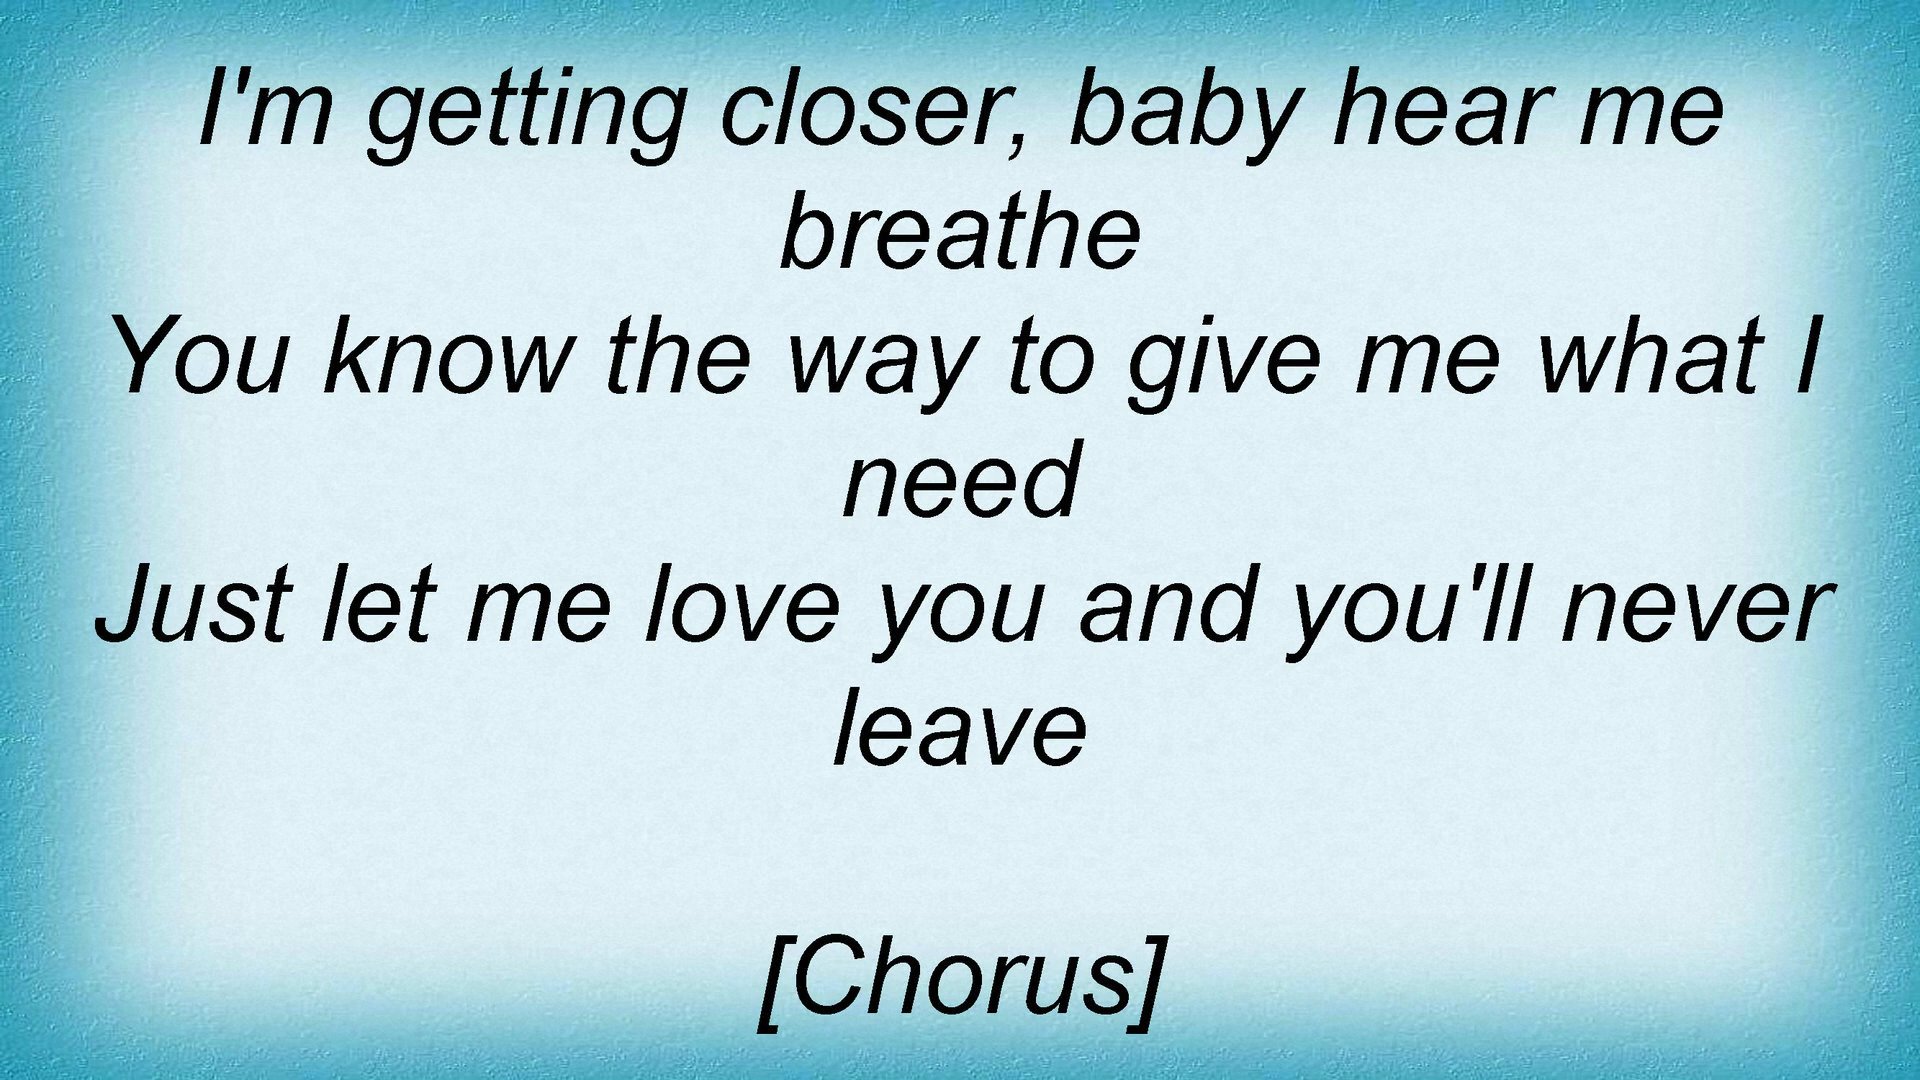 I'm getting closer, baby hear me
breathe
You know the way to give me what I
need
Just let me love you and you'll never
leave
[Chorus]